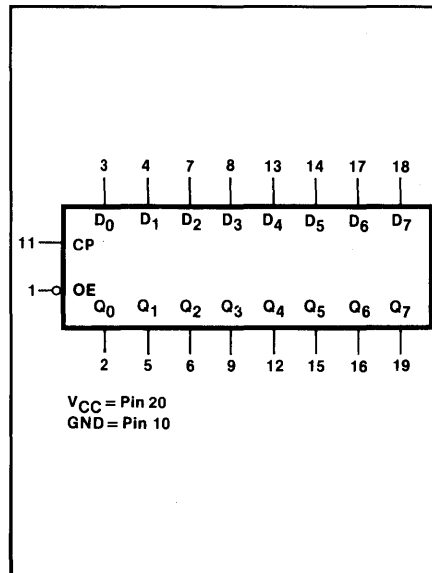 3 4 7 8 13 14 17 18
D0 D1 D2 D3 D4 D5 D6 D7
11 CP
1 OE
Q0 Q1 Q2 Q3 Q4 Q5 Q6 Q7
2 5 6 9 12 15 16 19
VCC = Pin 20
GND = Pin 10